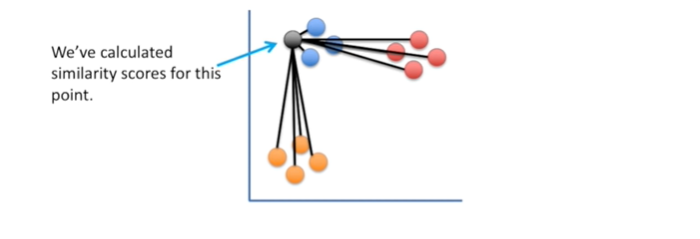 We've calculated
similarity scores for this
point.